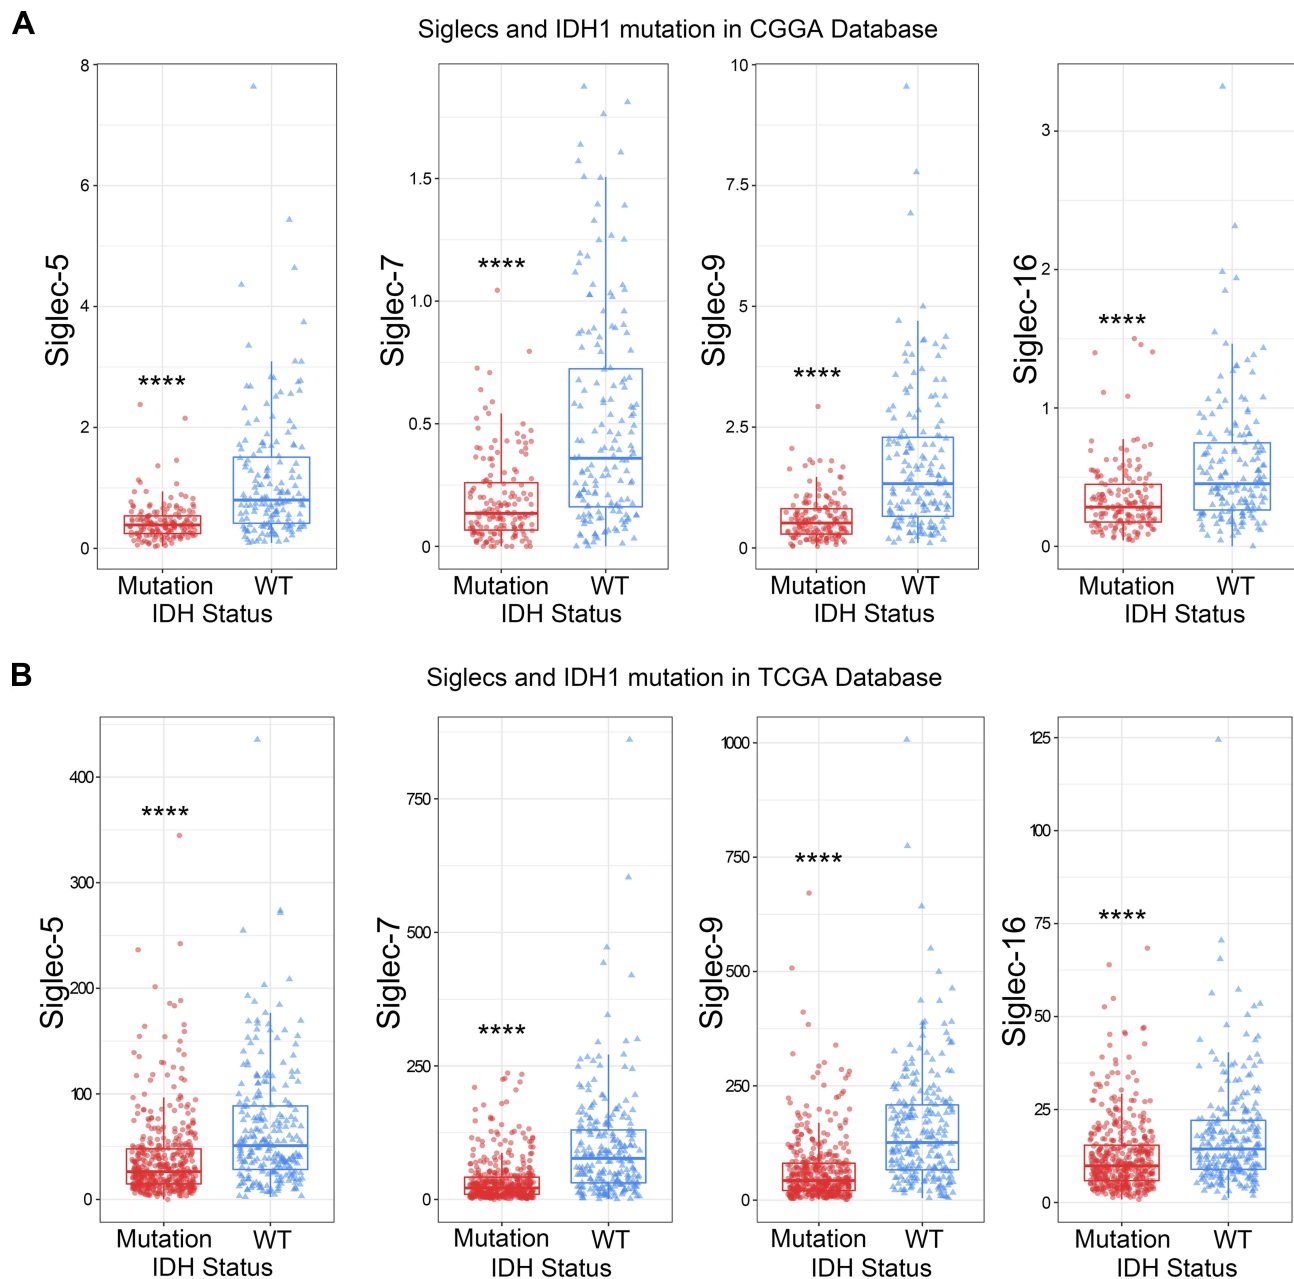 A
Siglecs and IDH1 mutation in CGGA Database
Siglec-5
8
6
4
2
0
****
Mutation WT
IDH Status
Siglec-7
1.5
1.0
0.5
0
****
Mutation WT
IDH Status
Siglec-9
10
7.5
5
2.5
0
****
Mutation WT
IDH Status
Siglec-16
3
2
1
0
****
Mutation WT
IDH Status
B
Siglecs and IDH1 mutation in TCGA Database
Siglec-5
400
300
200
100
0
****
Mutation WT
IDH Status
Siglec-7
750
500
250
0
****
Mutation WT
IDH Status
Siglec-9
1000
750
500
250
0
****
Mutation WT
IDH Status
Siglec-16
125
100
75
50
25
0
****
Mutation WT
IDH Status